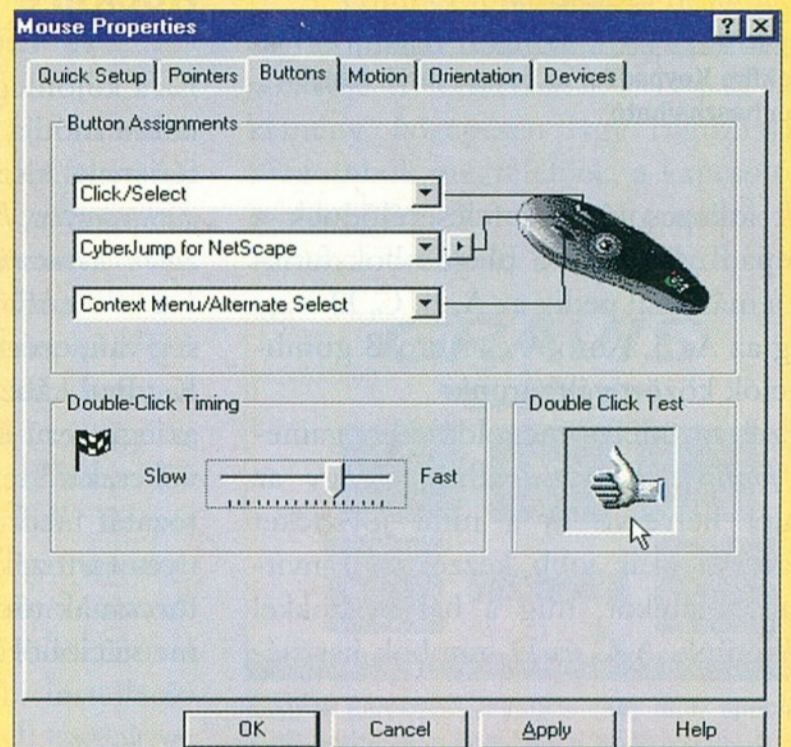 Mouse Properties
Quick Setup Pointers Buttons Motion Orientation Devices
Button Assignments
Click/Select
CyberJump for NetScape
Context Menu/Alternate Select
Double-Click Timing
Slow Fast
Double Click Test
OK Cancel Apply Help